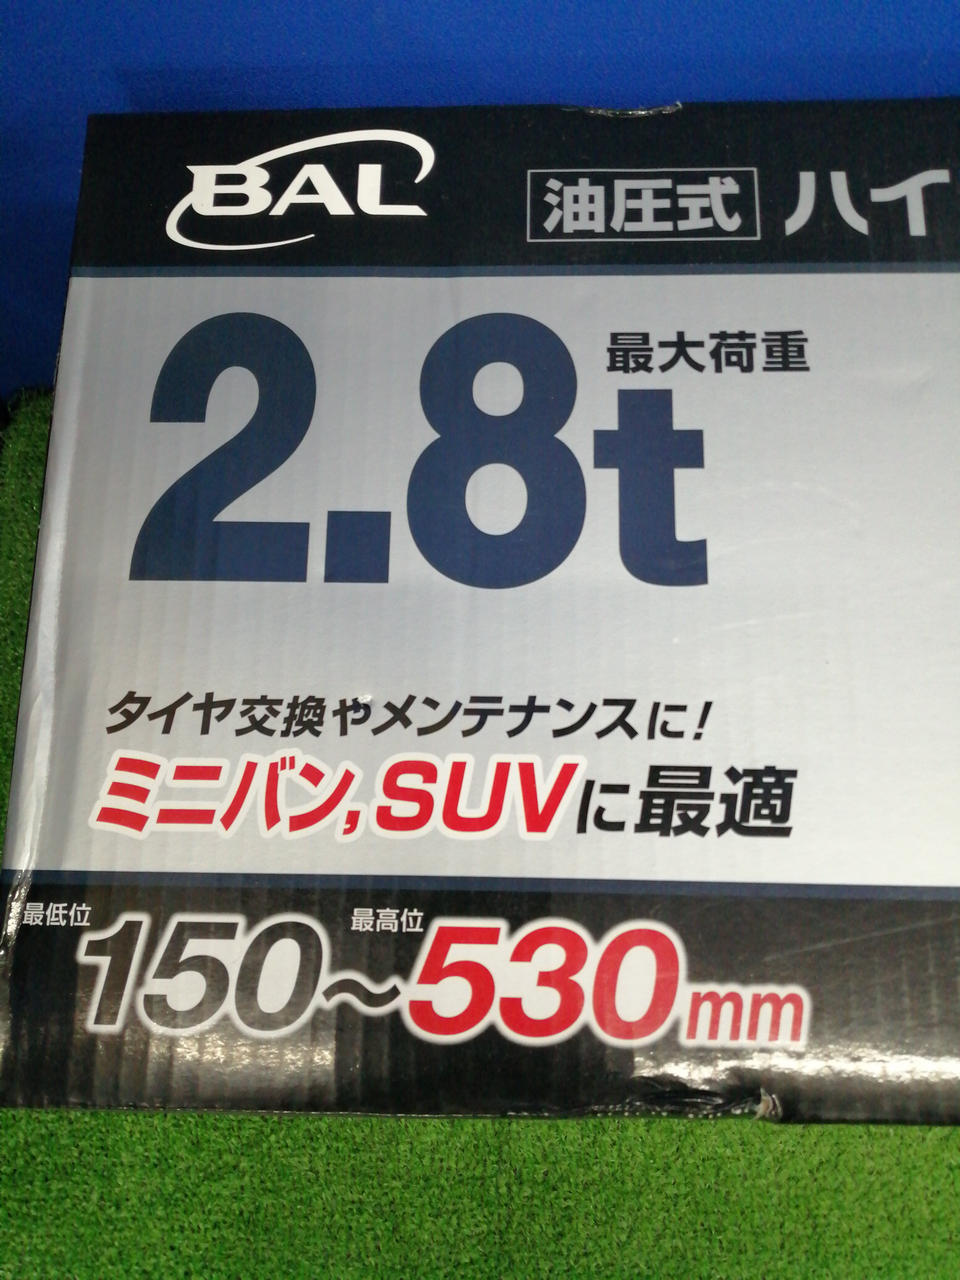 BAL
油圧式 ハイ
2.8t
最大荷重
タイヤ交換やメンテナンスに!
ミニバン,SUVに最適
最低位 150~最高位 530mm